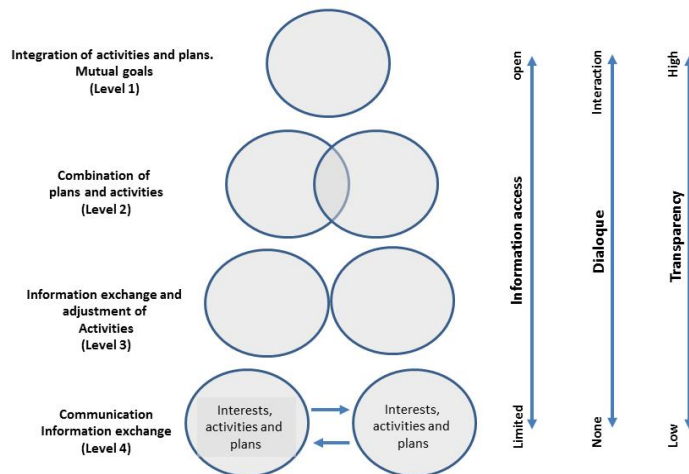 Integration of activities and plans.
Mutual goals
(Level 1)
Combination of
plans and activities
(Level 2)
Information exchange and
adjustment of
Activities
(Level 3)
Communication
Information exchange
(Level 4)
Interests,
activities and
plans
Interests,
activities and
plans
open
Information access
Limited
Interaction
Dialoque
None
High
Transparency
Low